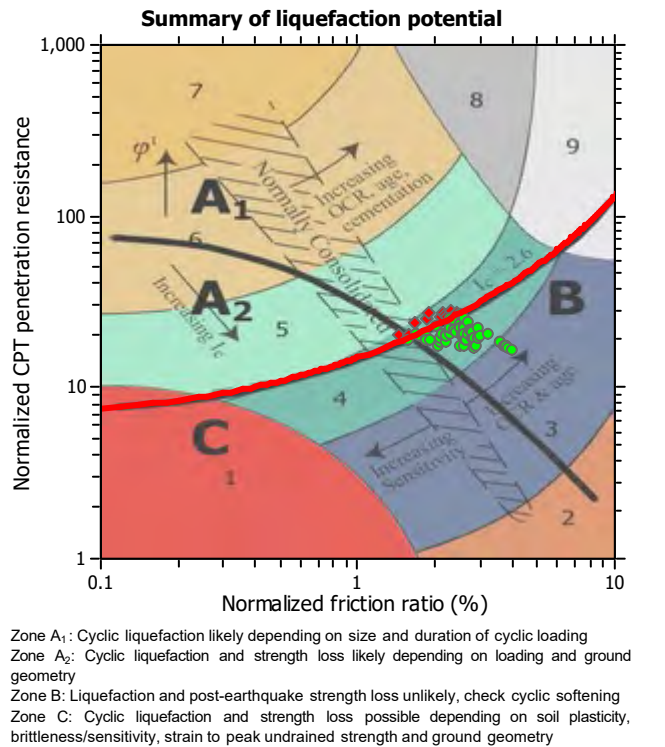 Summary of liquefaction potential
1,000
7
8
9
φ'
A1
Increasing
OCR, age,
cementation
Normally Consolidated
100
6
A2
Increasing Ic
Ic = 2.6
B
5
10
4
C
1
Increasing
OCR & age
3
Increasing
Sensitivity
2
1
0.1
1
10
Normalized CPT penetration resistance
Normalized friction ratio (%)
Zone A1: Cyclic liquefaction likely depending on size and duration of cyclic loading
Zone A2: Cyclic liquefaction and strength loss likely depending on loading and ground
geometry
Zone B: Liquefaction and post-earthquake strength loss unlikely, check cyclic softening
Zone C: Cyclic liquefaction and strength loss possible depending on soil plasticity,
brittleness/sensitivity, strain to peak undrained strength and ground geometry